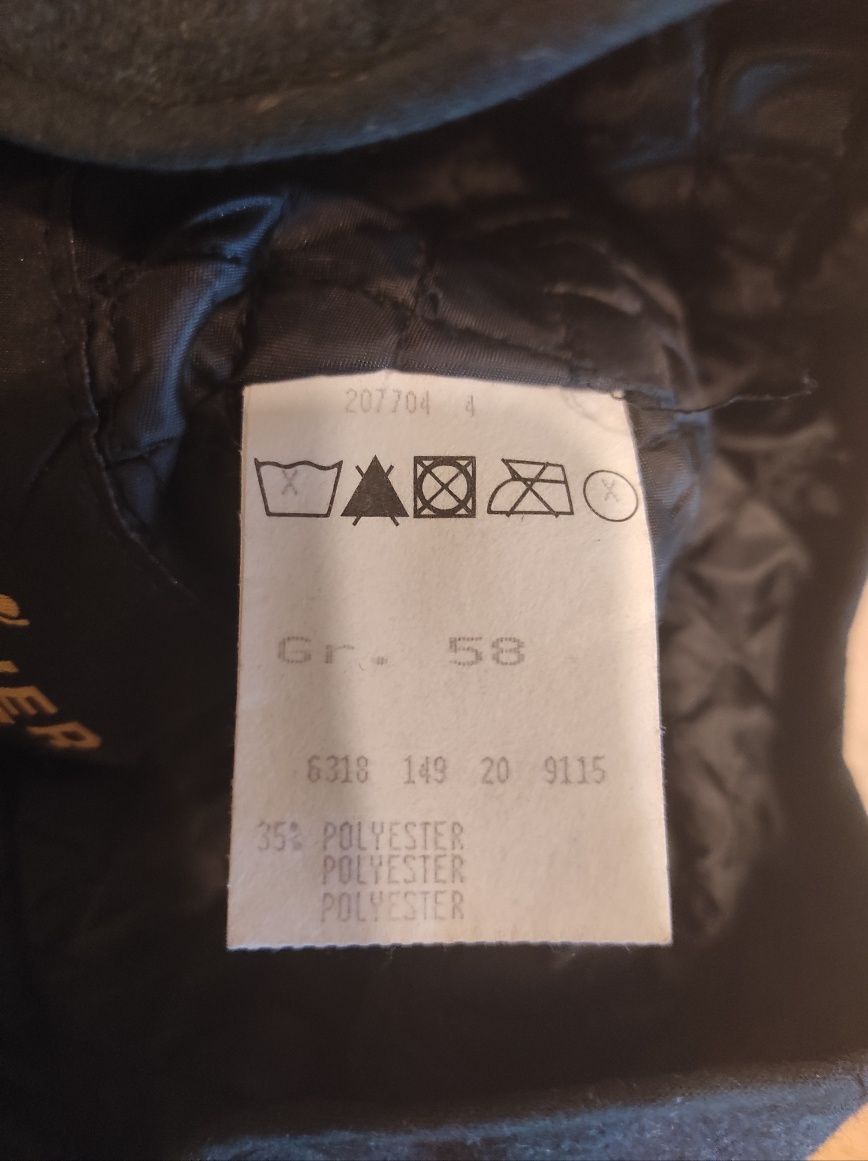 207704 4
X X
Gr. 58
6318 149 20 9115
35% POLYESTER
POLYESTER
POLYESTER